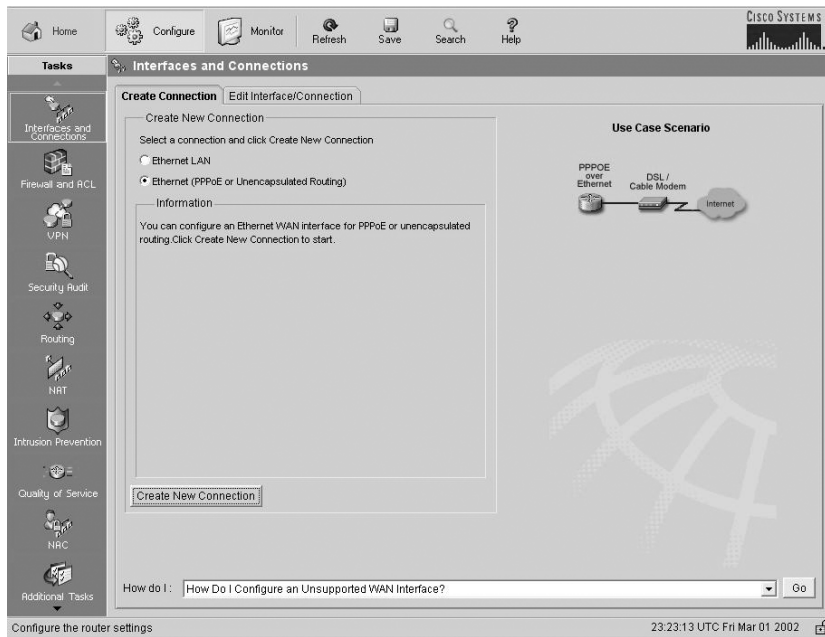 Home
Configure
Monitor
Refresh
Save
Search
Help
CISCO SYSTEMS
Tasks
Interfaces and Connections
Interfaces and
Connections
Firewall and ACL
VPN
Security Audit
Routing
NAT
Intrusion Prevention
Quality of Service
NAC
Additional Tasks
Create Connection
Edit Interface/Connection
Create New Connection
Select a connection and click Create New Connection
Ethernet LAN
Ethernet (PPPoE or Unencapsulated Routing)
Information
You can configure an Ethernet WAN interface for PPPoE or unencapsulated
routing.Click Create New Connection to start.
Create New Connection
Use Case Scenario
PPPOE
over
Ethernet
DSL /
Cable Modem
Internet
How do I :
How Do I Configure an Unsupported WAN Interface?
Go
Configure the router settings
23:23:13 UTC Fri Mar 01 2002